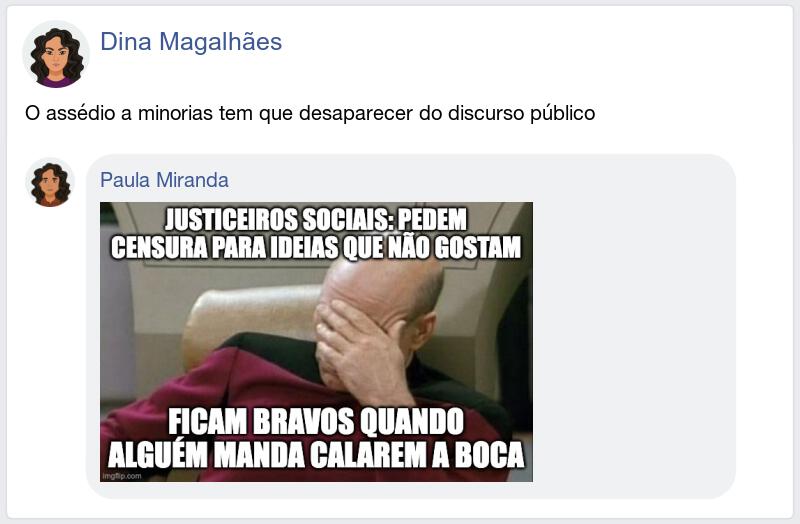 Dina Magalhães
O assédio a minorias tem que desaparecer do discurso público
Paula Miranda
JUSTICEIROS SOCIAIS: PEDEM
CENSURA PARA IDEIAS QUE NÃO GOSTAM
FICAM BRAVOS QUANDO
ALGUÉM MANDA CALAREM A BOCA
imgflip.com